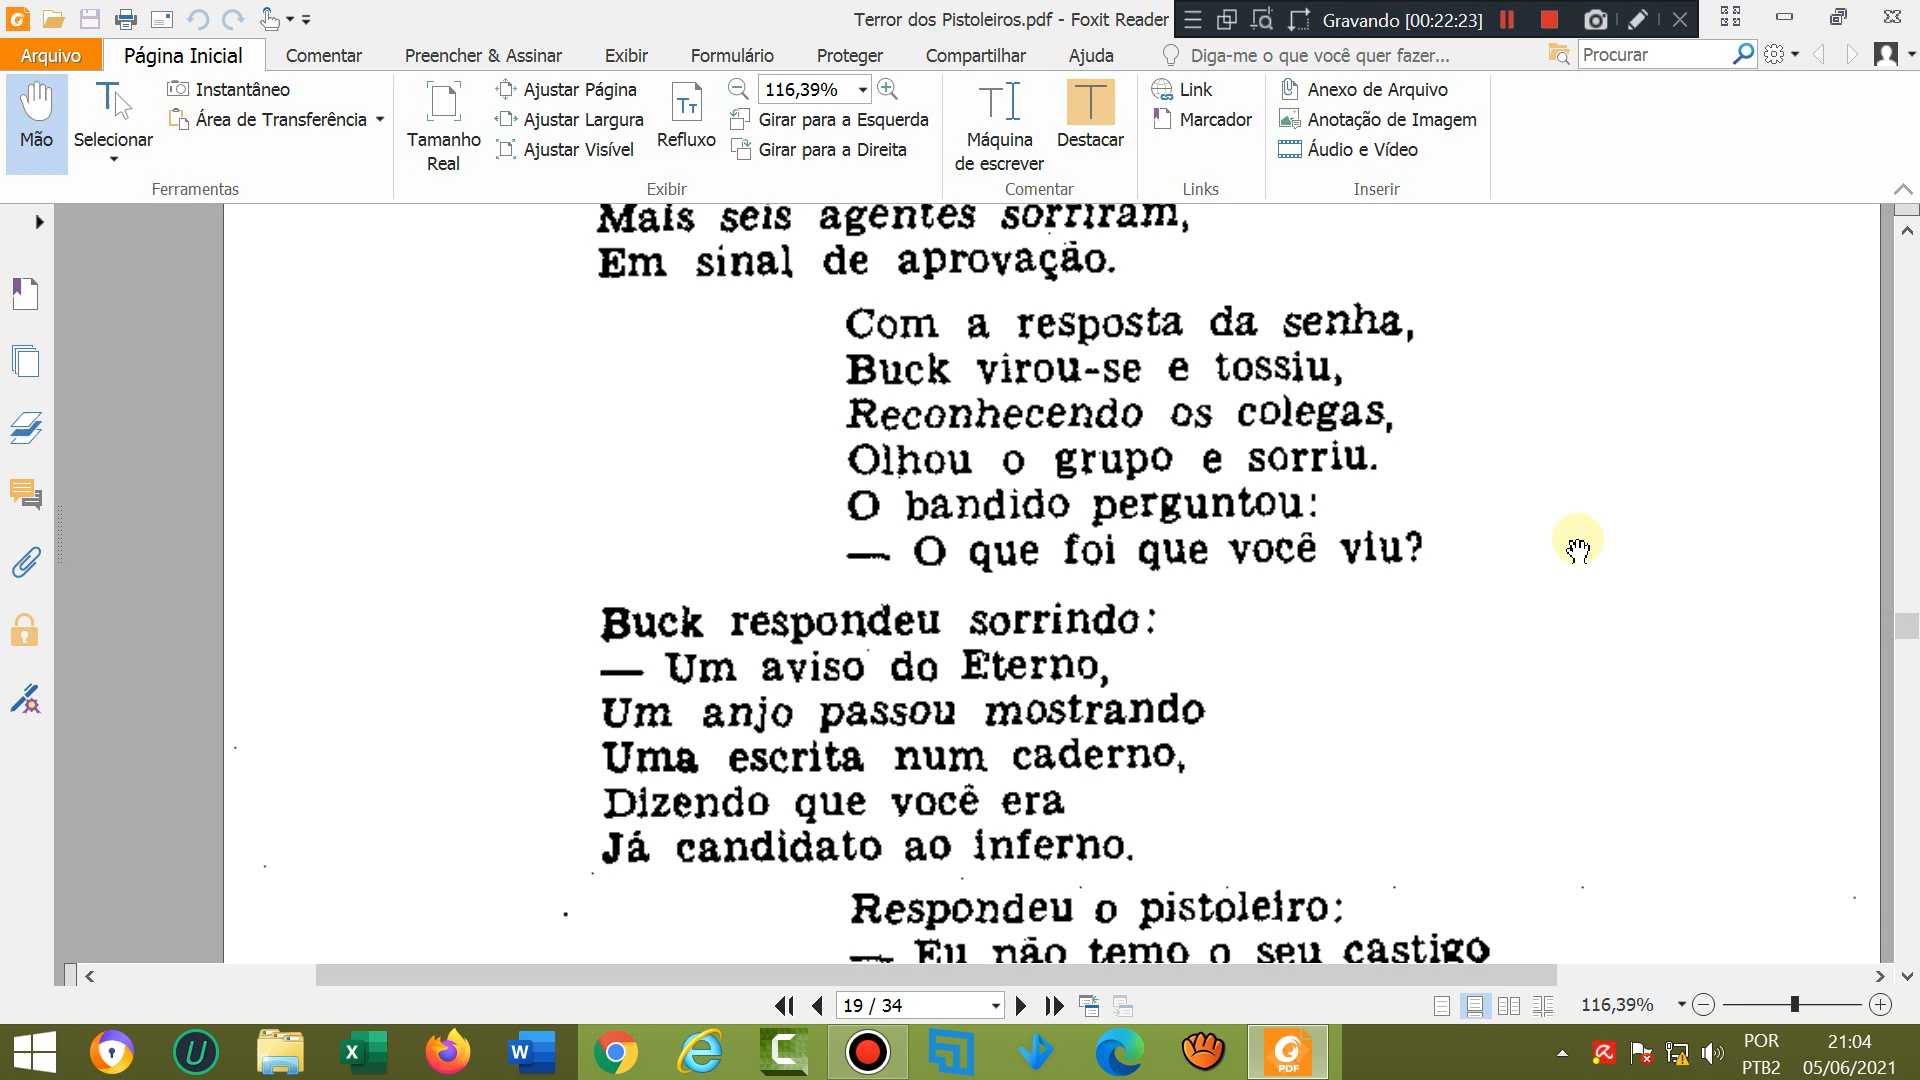 Terror dos Pistoleiros.pdf - Foxit Reader
Gravando [00:22:23]
Arquivo
Página Inicial
Comentar
Preencher & Assinar
Exibir
Formulário
Proteger
Compartilhar
Ajuda
Diga-me o que você quer fazer...
Procurar
Mão
Selecionar
Instantâneo
Área de Transferência
Ferramentas
Tamanho
Real
Ajustar Página
Ajustar Largura
Ajustar Visível
Refluxo
116,39%
Girar para a Esquerda
Girar para a Direita
Exibir
Máquina
de escrever
Destacar
Comentar
Link
Marcador
Links
Anexo de Arquivo
Anotação de Imagem
Áudio e Vídeo
Inserir
Mais seis agentes sorriram,
Em sinal de aprovação.
Com a resposta da senha,
Buck virou-se e tossiu,
Reconhecendo os colegas,
Olhou o grupo e sorriu.
O bandido perguntou:
— O que foi que você viu?
Buck respondeu sorrindo:
— Um aviso do Eterno,
Um anjo passou mostrando
Uma escrita num caderno,
Dizendo que você era
Já candidato ao inferno.
Respondeu o pistoleiro:
— Eu não temo o seu castigo
19 / 34
116,39%
POR
PTB2
21:04
05/06/2021